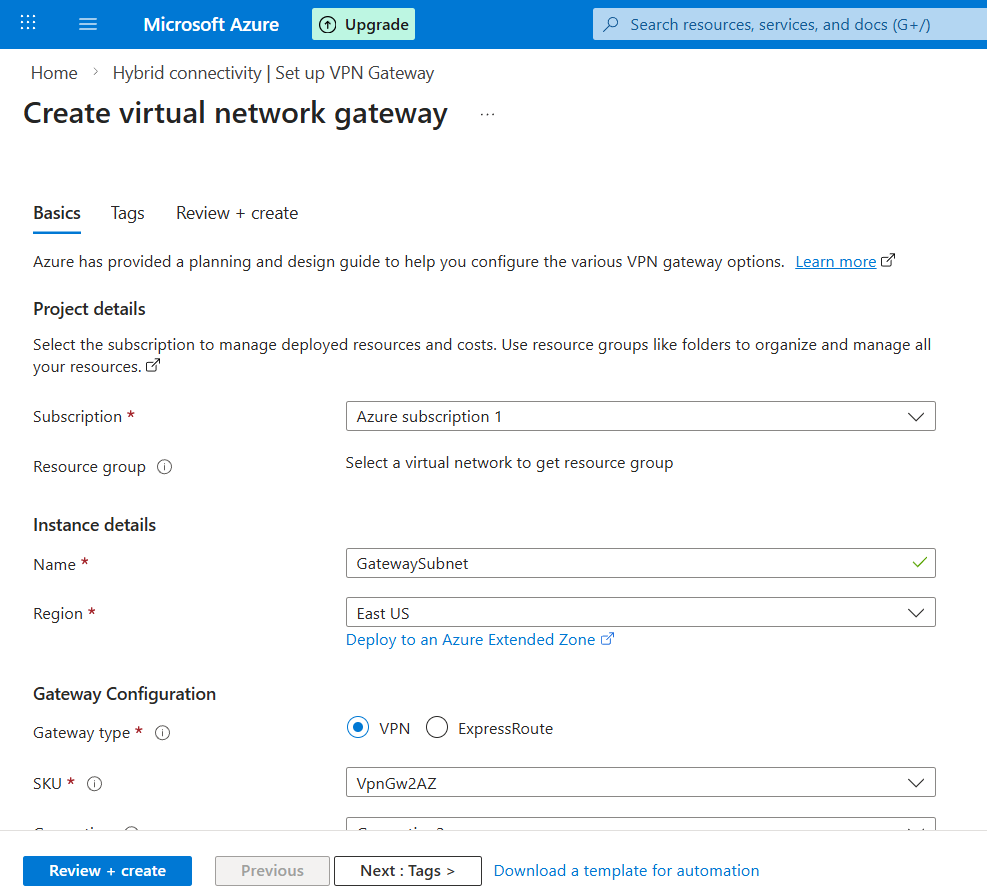 Microsoft Azure
Upgrade
Search resources, services, and docs (G+/)
Home > Hybrid connectivity | Set up VPN Gateway
Create virtual network gateway ...
Basics Tags Review + create
Azure has provided a planning and design guide to help you configure the various VPN gateway options. Learn more
Project details
Select the subscription to manage deployed resources and costs. Use resource groups like folders to organize and manage all
your resources.
Subscription * Azure subscription 1
Resource group Select a virtual network to get resource group
Instance details
Name * GatewaySubnet
Region * East US
Deploy to an Azure Extended Zone
Gateway Configuration
Gateway type * VPN ExpressRoute
SKU * VpnGw2AZ
Review + create Previous Next : Tags > Download a template for automation